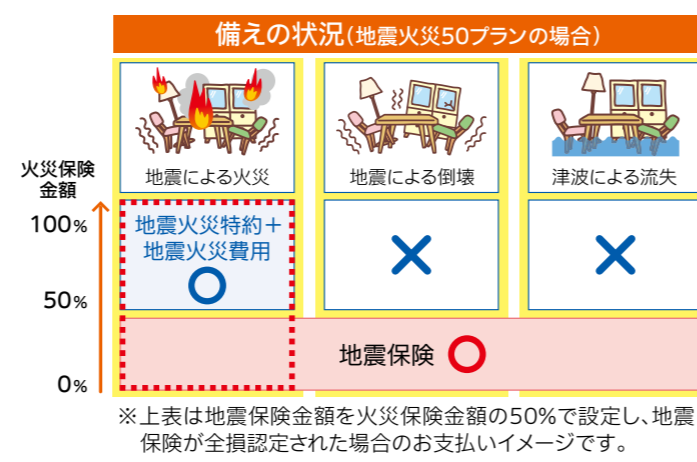 備えの状況(地震火災50プランの場合)
地震による火災
地震による倒壊
津波による流失
火災保険
金額
100%
地震火災特約＋
地震火災費用
50%
地震保険
0%
※上表は地震保険金額を火災保険金額の50%で設定し、地震
保険が全損認定された場合のお支払いイメージです。